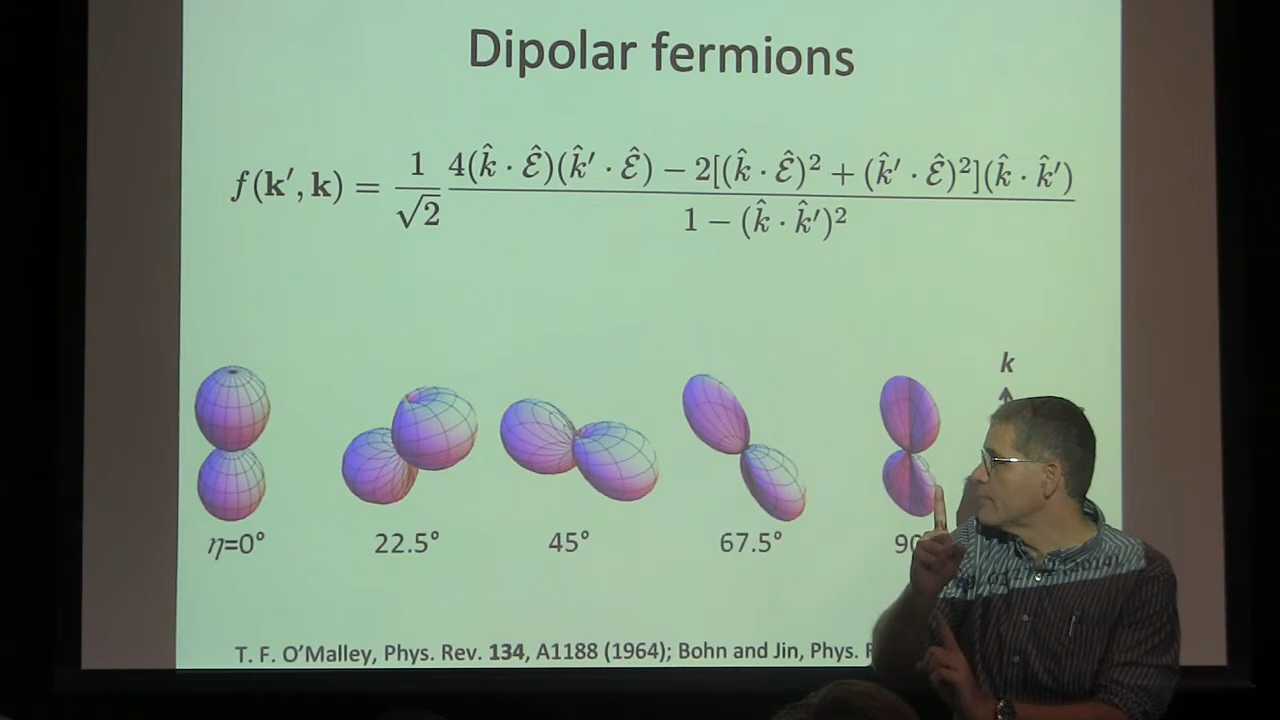 Dipolar fermions
f(k′, k) = 1/√2 4(k̂ · ℰ̂)(k̂′ · ℰ̂) − 2[(k̂ · ℰ̂)² + (k̂′ · ℰ̂)²](k̂ · k̂′) / 1 − (k̂ · k̂′)²
k
η=0° 22.5° 45° 67.5° 90
T. F. O’Malley, Phys. Rev. 134, A1188 (1964); Bohn and Jin, Phys.